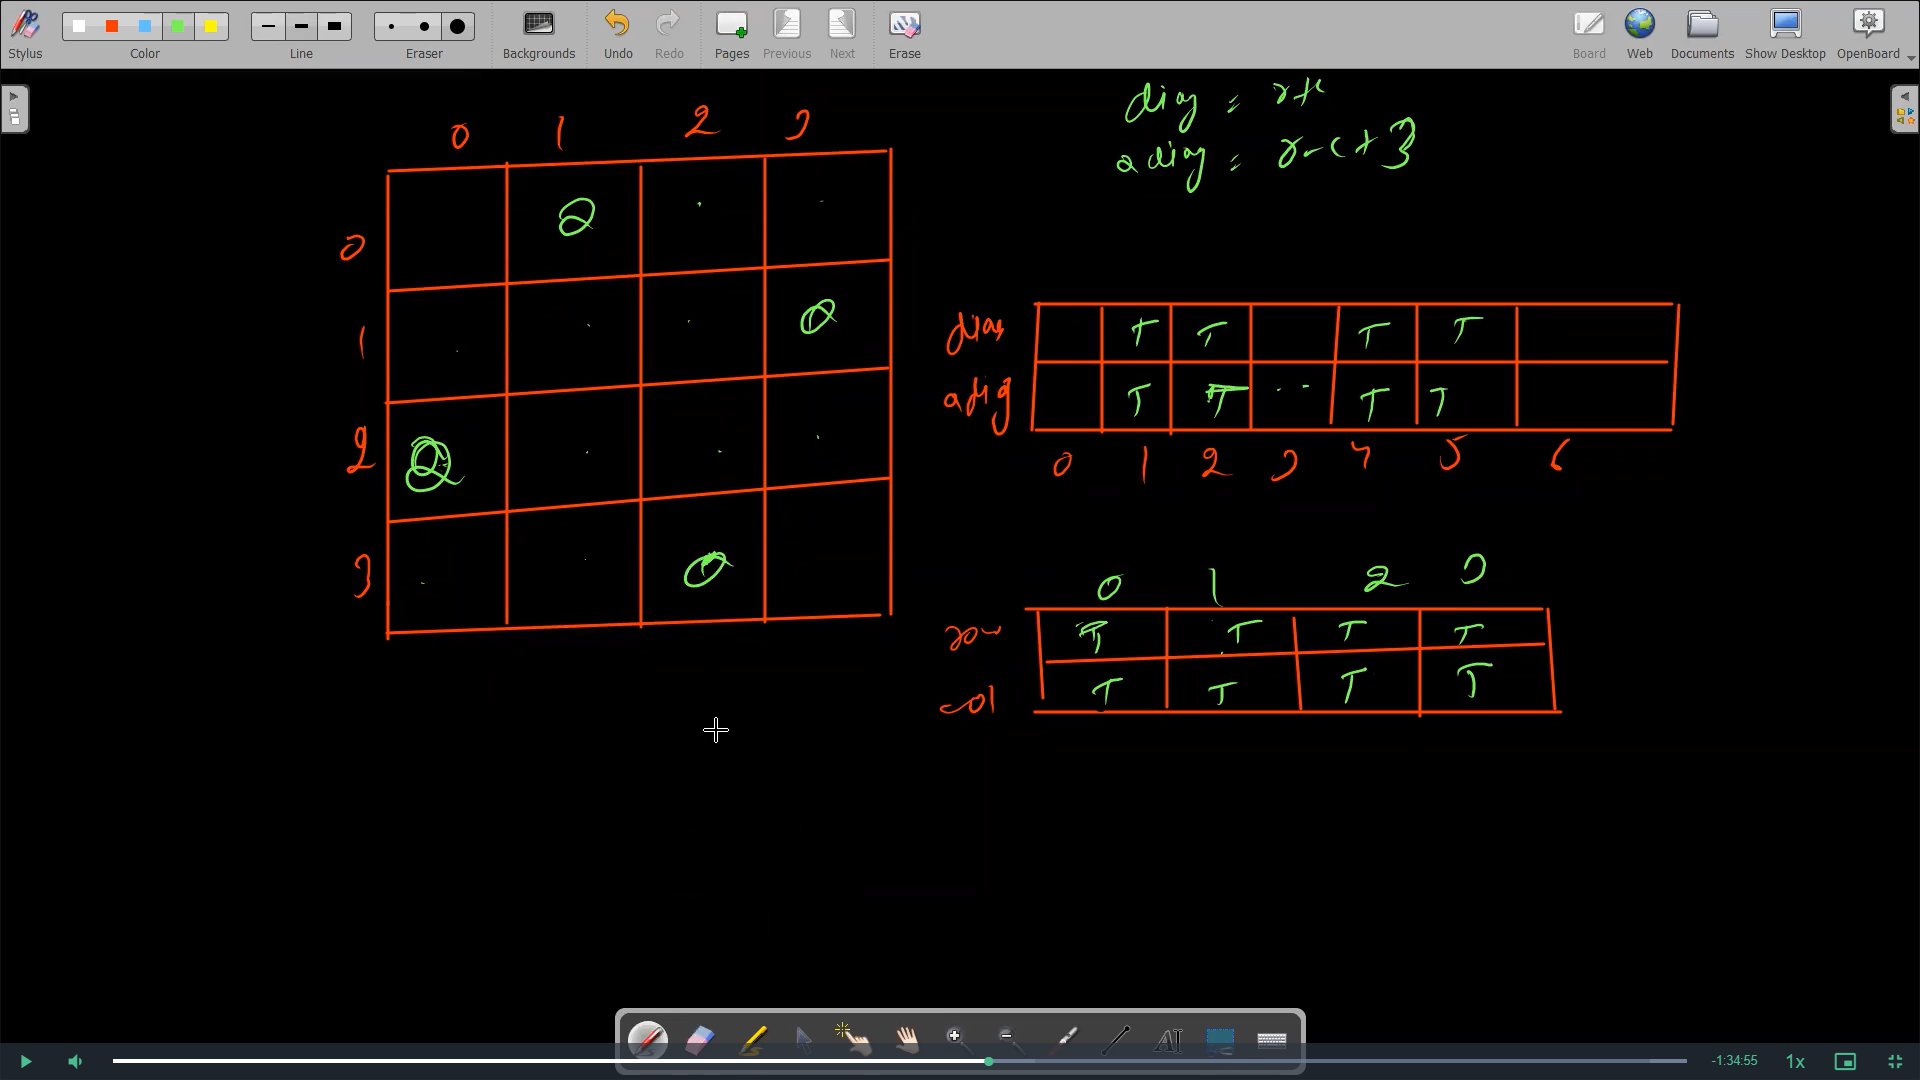 Stylus Color Line Eraser Backgrounds Undo Redo Pages Previous Next Erase Board Web Documents Show Desktop OpenBoard
diag = r+c
adiag = r-c+3
0 1 2 3
0 Q
1 Q
2 Q
3 Q
diag T T T T
adig T T T T
0 1 2 3 4 5 6
0 1 2 3
row T T T T
col T T T T
-1:34:55 1x